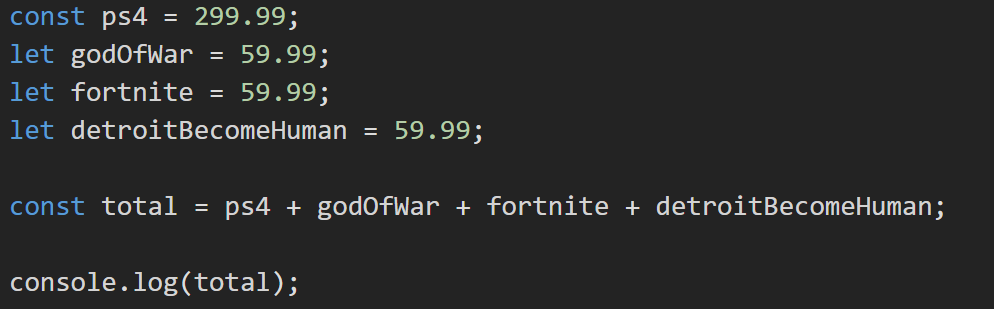 const ps4 = 299.99;
let godOfWar = 59.99;
let fortnite = 59.99;
let detroitBecomeHuman = 59.99;
const total = ps4 + godOfWar + fortnite + detroitBecomeHuman;
console.log(total);